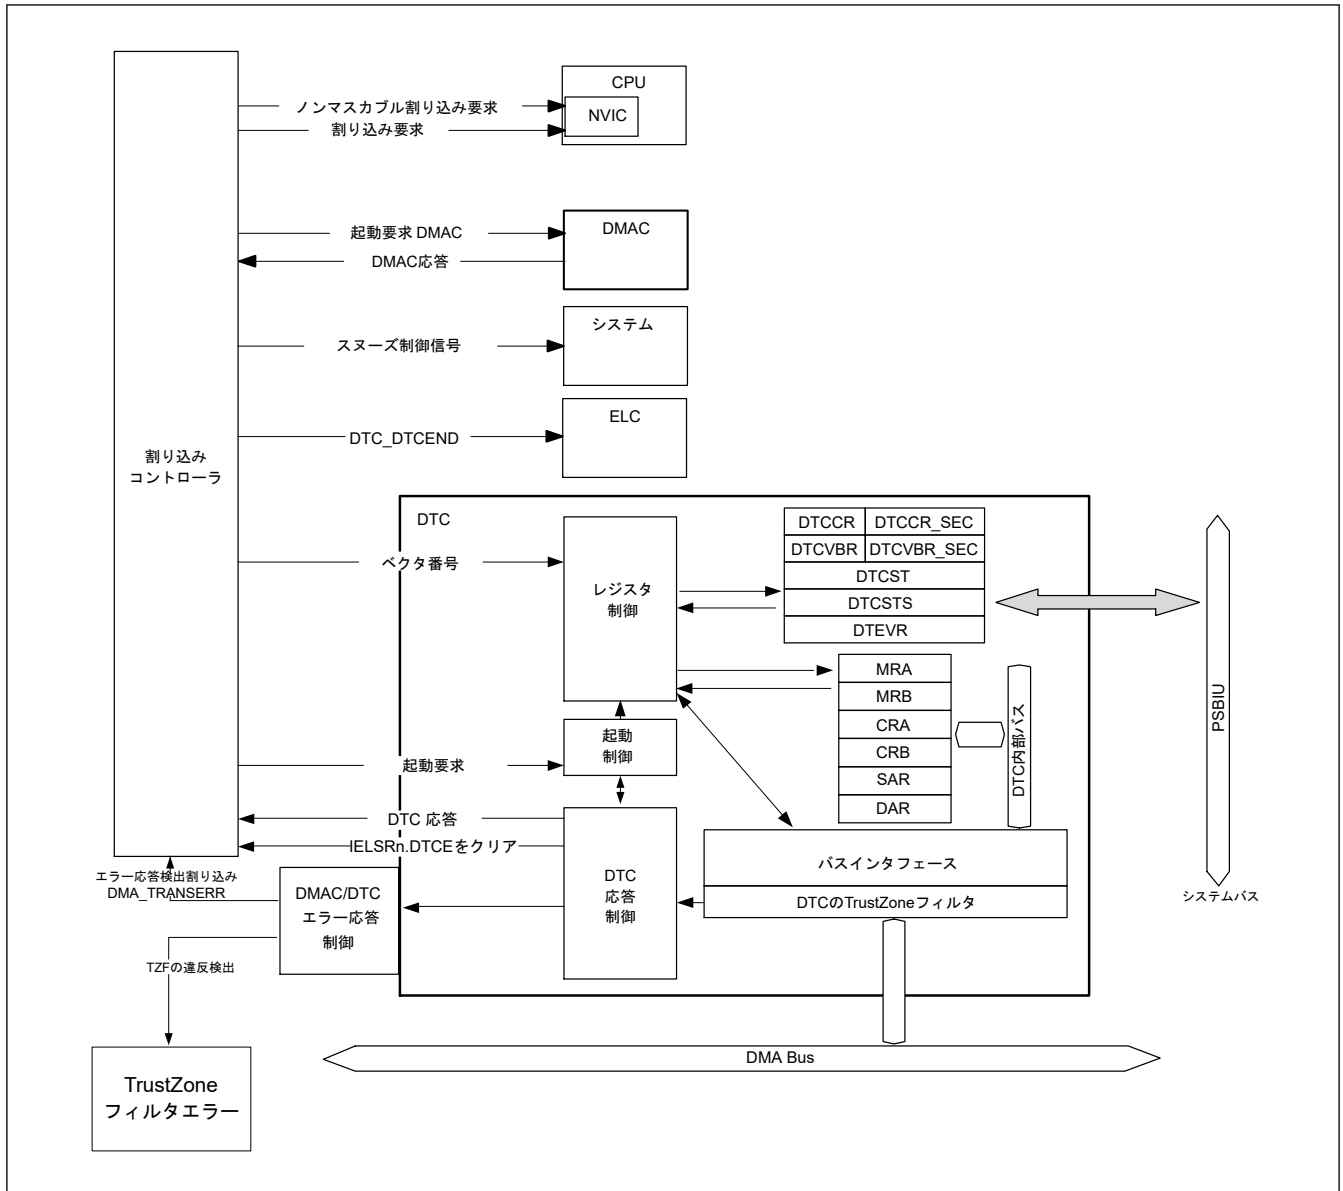 CPU
NVIC
ノンマスカブル割り込み要求
割り込み要求
DMAC
起動要求 DMAC
DMAC応答
システム
スヌーズ制御信号
ELC
DTC_DTCEND
割り込み
コントローラ
DTC
ベクタ番号
レジスタ
制御
DTCCR
DTCCR_SEC
DTCVBR
DTCVBR_SEC
DTCST
DTCSTS
DTEVR
MRA
MRB
CRA
CRB
SAR
DAR
DTC内部バス
PSBIU
システムバス
起動
制御
起動要求
DTC 応答
IELSRn.DTCEをクリア
DTC
応答
制御
バスインタフェース
DTCのTrustZoneフィルタ
エラー応答検出割り込み
DMA_TRANSERR
DMAC/DTC
エラー応答
制御
TZFの違反検出
TrustZone
フィルタエラー
DMA Bus